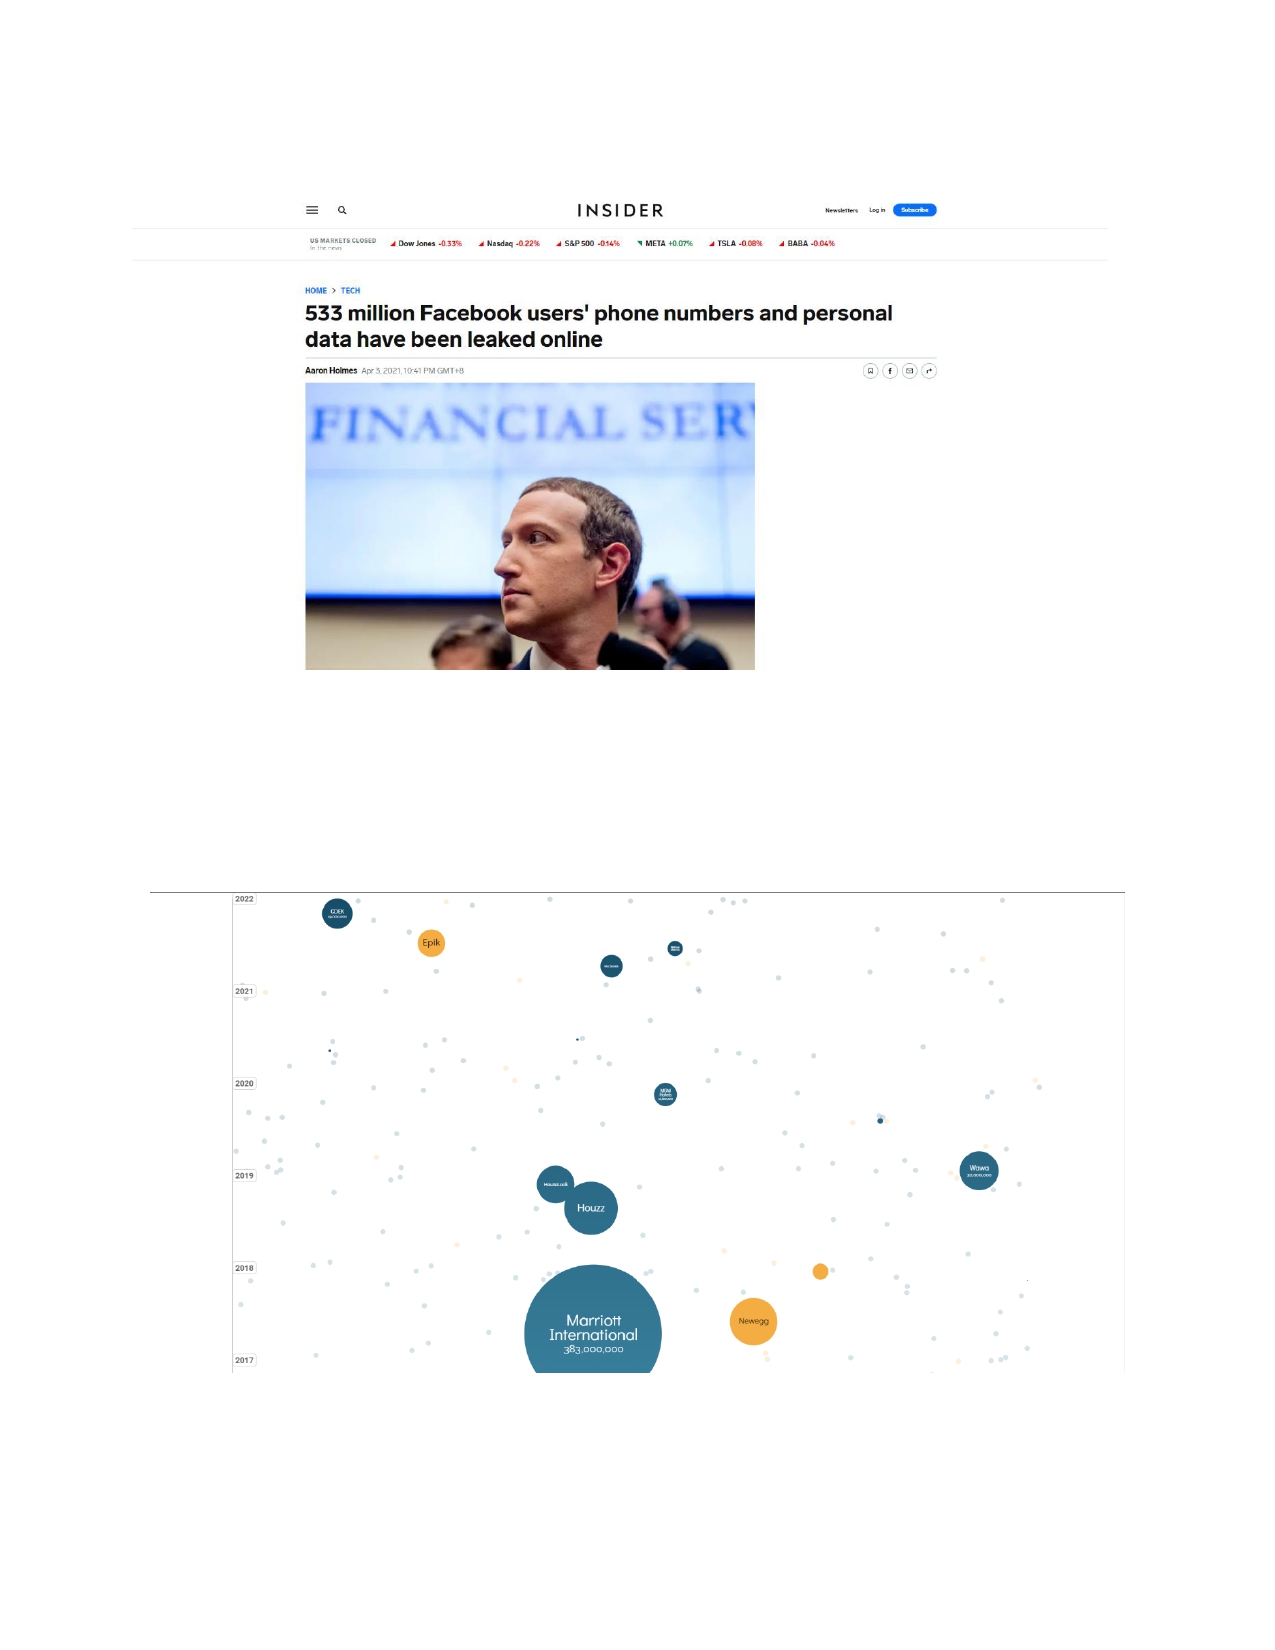 INSIDER
Newsletters Log in Subscribe
US MARKETS CLOSED
In the news
Dow Jones -0.33% Nasdaq -0.22% S&P 500 -0.14% META +0.07% TSLA -0.08% BABA -0.04%
HOME > TECH
533 million Facebook users' phone numbers and personal
data have been leaked online
Aaron Holmes Apr 3, 2021, 10:41 PM GMT+8
FINANCIAL SERV
2022
Epik
2021
2020
2019
Wawa
Houzz
2018
Marriott
International
383,000,000
Newegg
2017